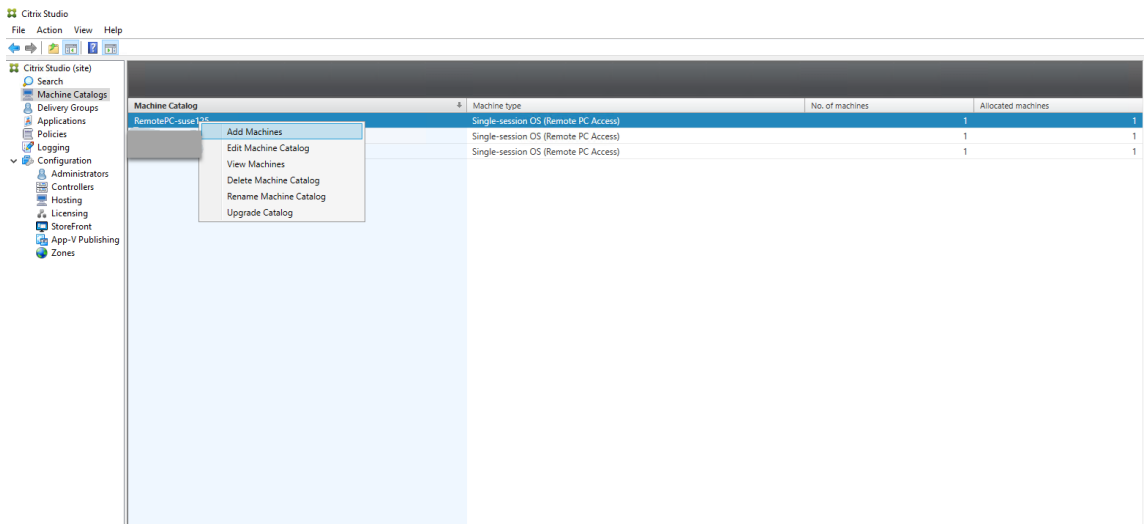 Citrix Studio
File Action View Help
Citrix Studio (site)
Search
Machine Catalogs
Delivery Groups
Applications
Policies
Logging
Configuration
Administrators
Controllers
Hosting
Licensing
StoreFront
App-V Publishing
Zones
Machine Catalog Machine type No. of machines Allocated machines
RemotePC-suse125 Single-session OS (Remote PC Access) 1 1
Single-session OS (Remote PC Access) 1 1
Single-session OS (Remote PC Access) 1 1
Add Machines
Edit Machine Catalog
View Machines
Delete Machine Catalog
Rename Machine Catalog
Upgrade Catalog